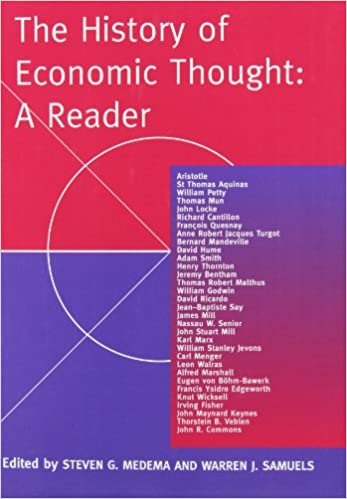 The History of
Economic Thought:
A Reader
Aristotle
St Thomas Aquinas
William Petty
Thomas Mun
John Locke
Richard Cantillon
François Quesnay
Anne Robert Jacques Turgot
Bernard Mandeville
David Hume
Adam Smith
Henry Thornton
Jeremy Bentham
Thomas Robert Malthus
William Godwin
David Ricardo
Jean-Baptiste Say
James Mill
Nassau W. Senior
John Stuart Mill
Karl Marx
William Stanley Jevons
Carl Menger
Leon Walras
Alfred Marshall
Eugen von Böhm-Bawerk
Francis Ysidro Edgeworth
Knut Wicksell
Irving Fisher
John Maynard Keynes
Thorstein B. Veblen
John R. Commons
Edited by STEVEN G. MEDEMA AND WARREN J. SAMUELS